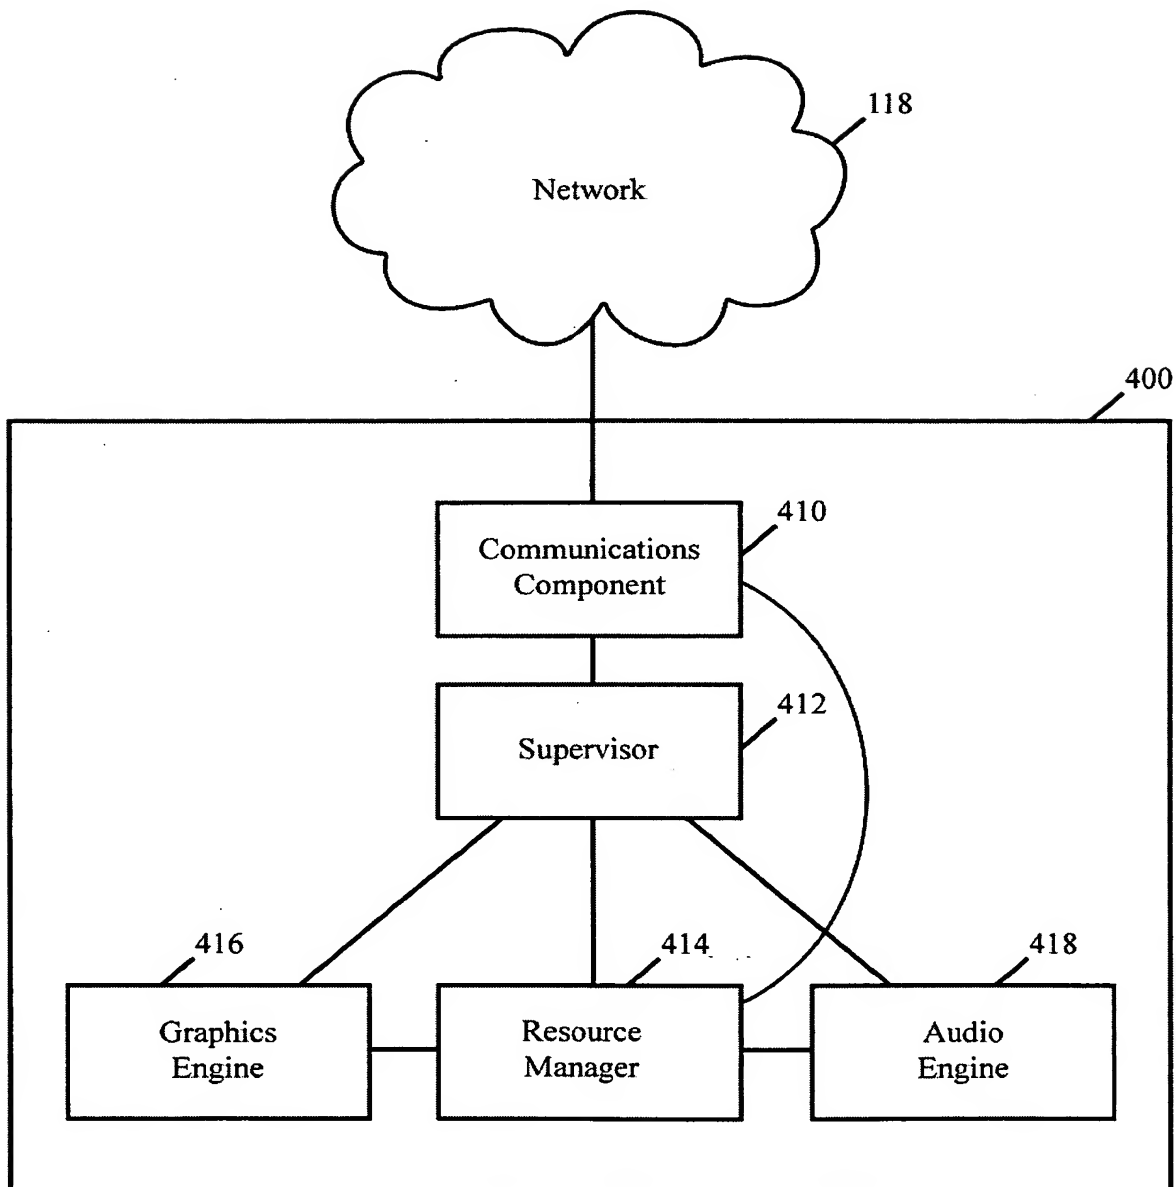 118
Network
400
410
Communications
Component
412
Supervisor
416
414
418
Graphics
Engine
Resource
Manager
Audio
Engine